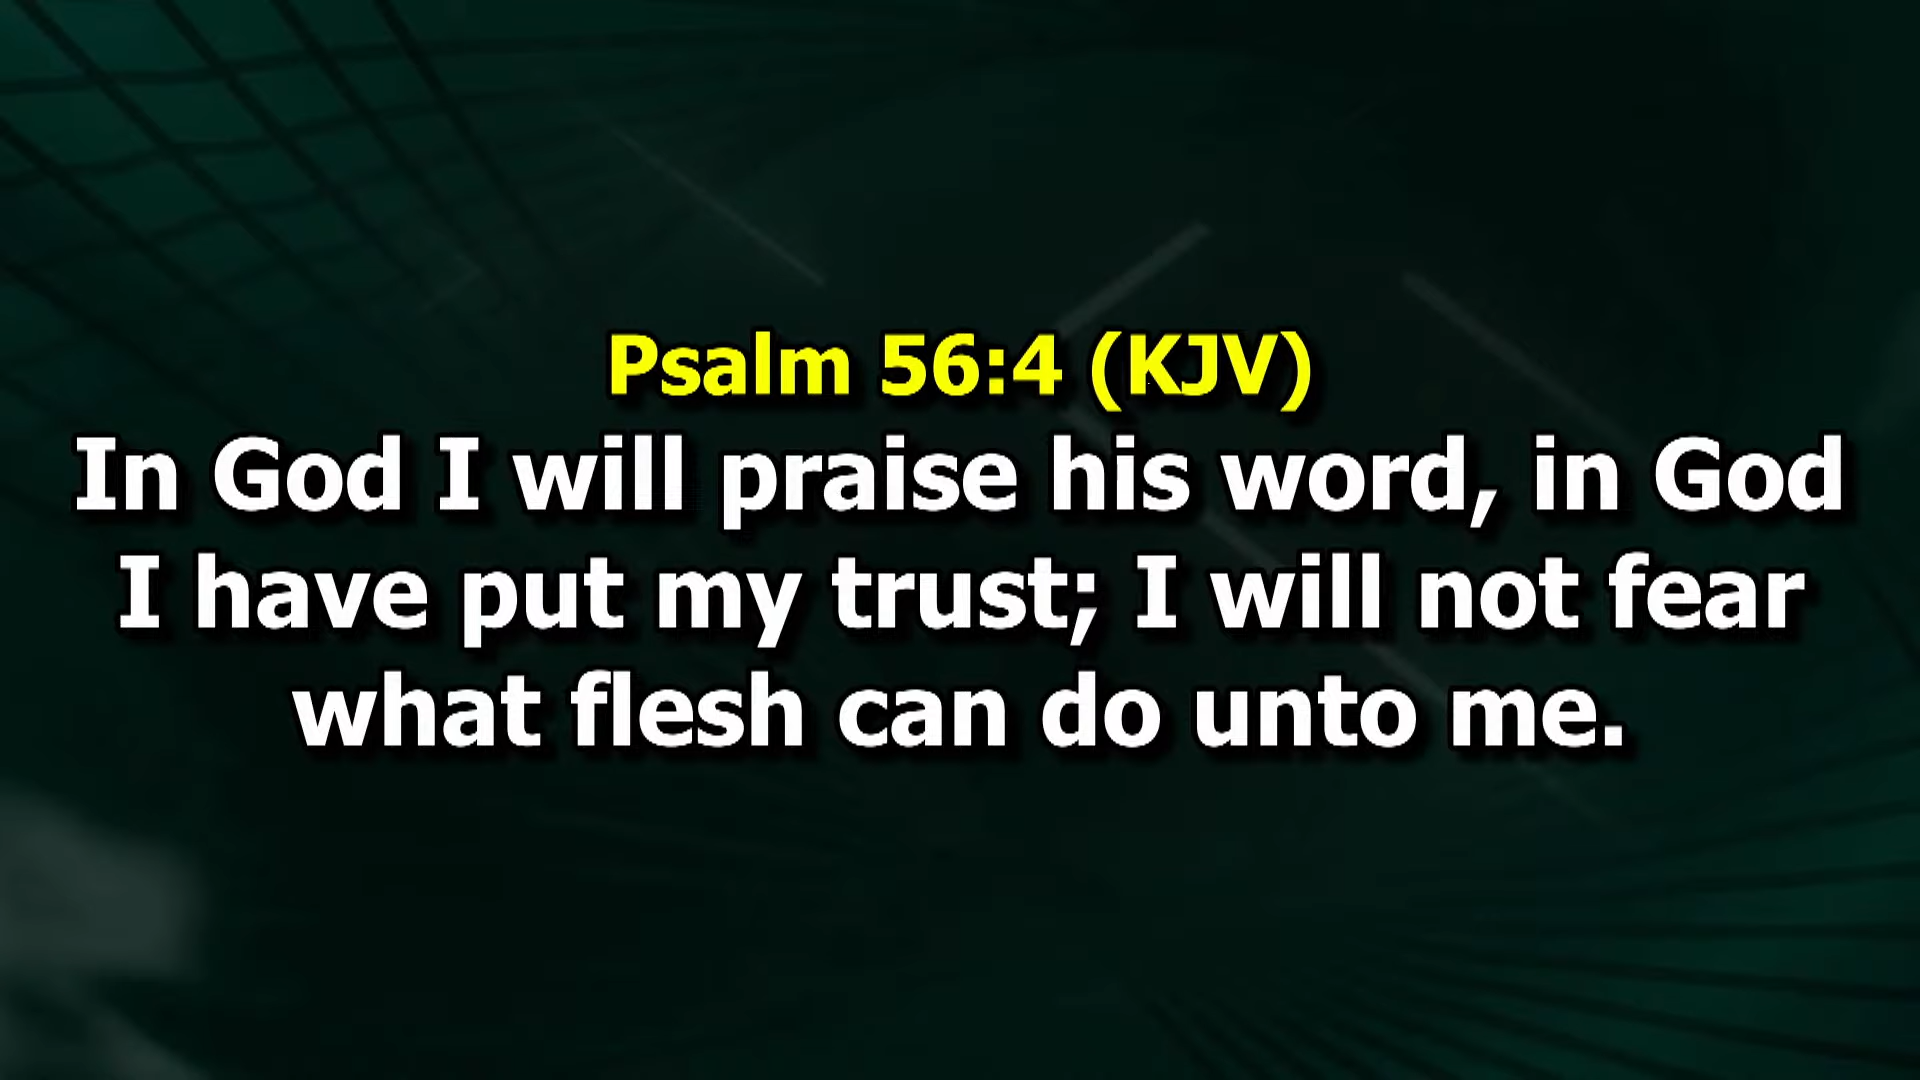 Psalm 56:4 (KJV)
In God I will praise his word, in God
I have put my trust; I will not fear
what flesh can do unto me.